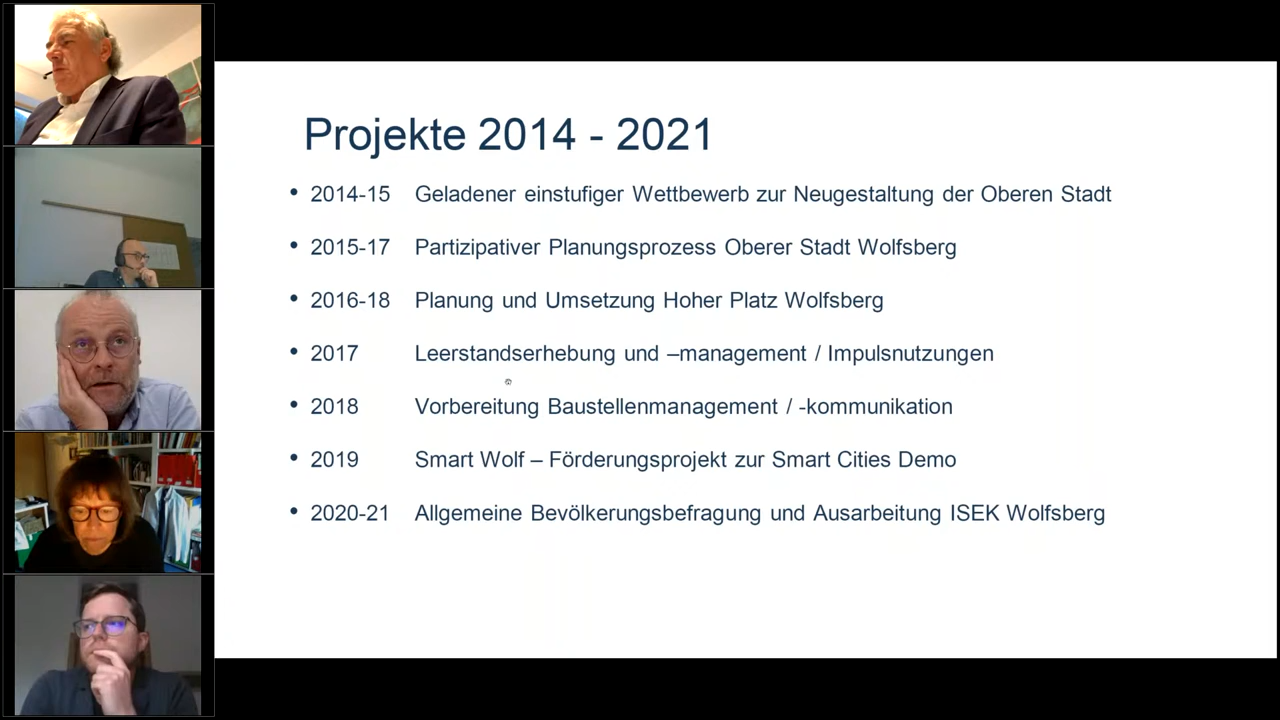 Projekte 2014 - 2021
• 2014-15 Geladener einstufiger Wettbewerb zur Neugestaltung der Oberen Stadt
• 2015-17 Partizipativer Planungsprozess Oberer Stadt Wolfsberg
• 2016-18 Planung und Umsetzung Hoher Platz Wolfsberg
• 2017 Leerstandserhebung und –management / Impulsnutzungen
• 2018 Vorbereitung Baustellenmanagement / -kommunikation
• 2019 Smart Wolf – Förderungsprojekt zur Smart Cities Demo
• 2020-21 Allgemeine Bevölkerungsbefragung und Ausarbeitung ISEK Wolfsberg